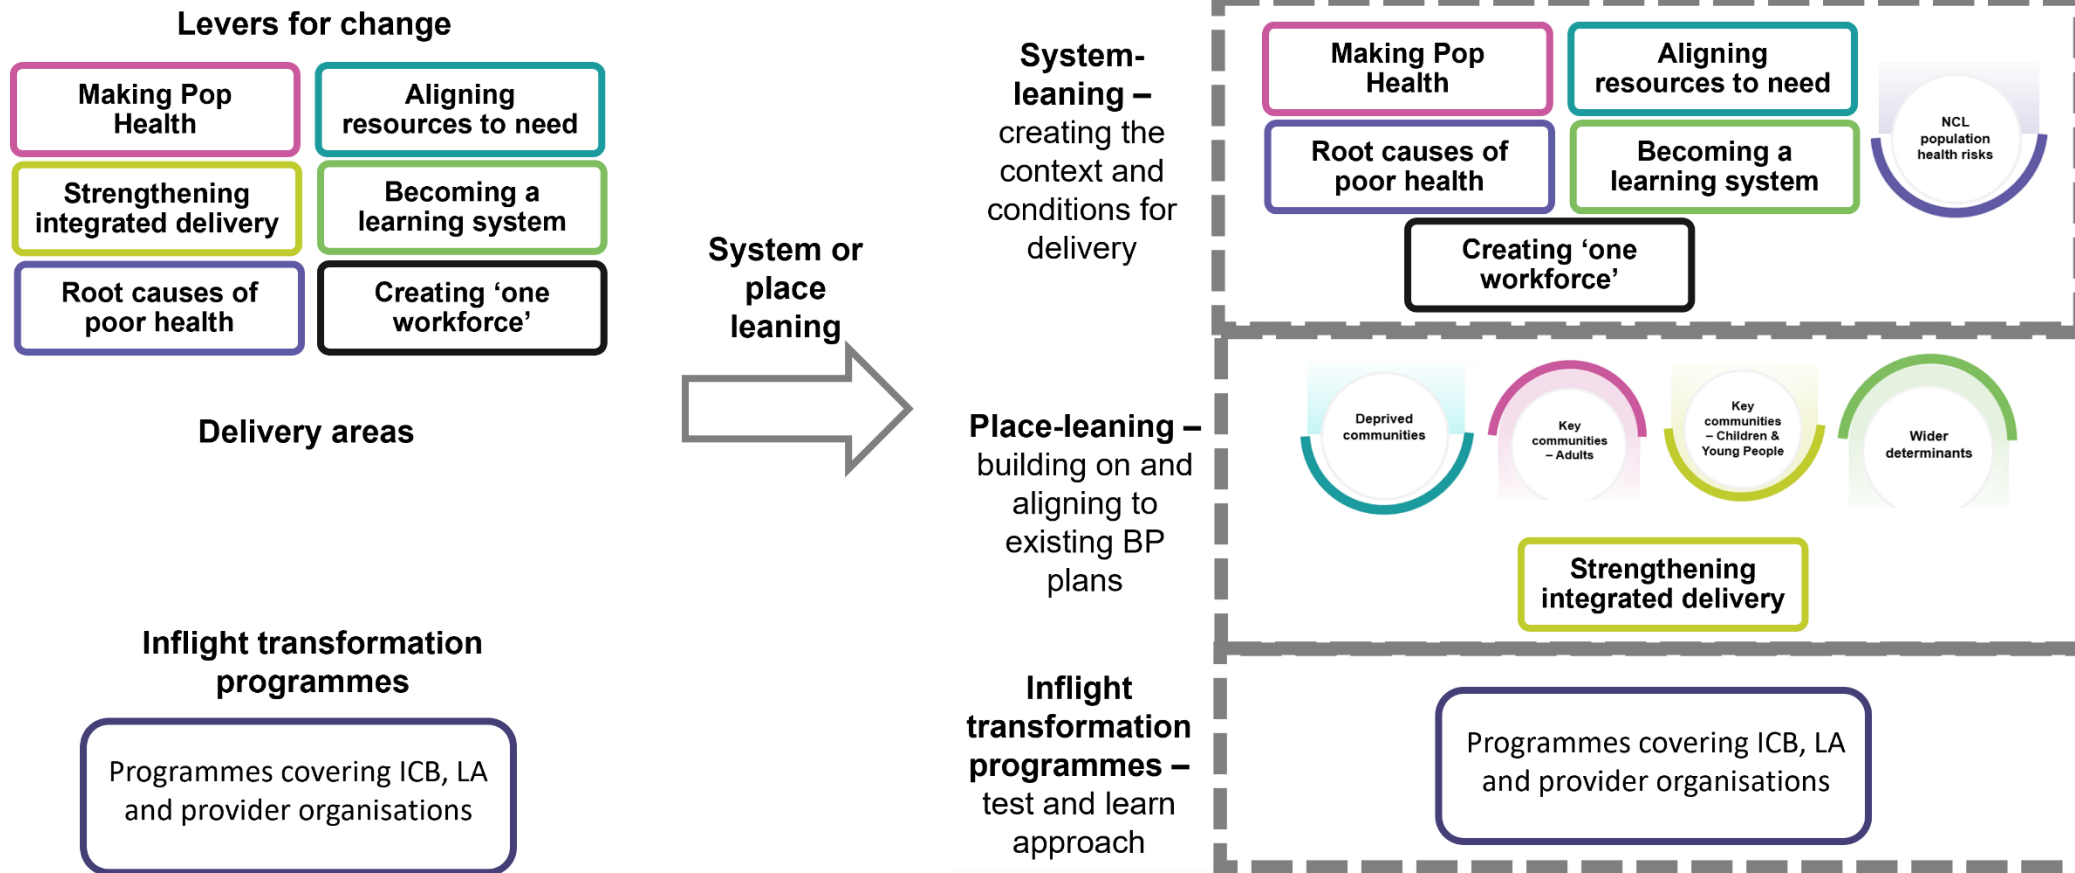 Levers for change
Making Pop
Health
Aligning
resources to need
Strengthening
integrated delivery
Becoming a
learning system
Root causes of
poor health
Creating ‘one
workforce’
Delivery areas
Inflight transformation
programmes
Programmes covering ICB, LA
and provider organisations
System or
place
leaning
System-
leaning –
creating the
context and
conditions for
delivery
Making Pop
Health
Aligning
resources to need
Root causes of
poor health
Becoming a
learning system
Creating ‘one
workforce’
NCL
population
health risks
Place-leaning –
building on and
aligning to
existing BP
plans
Deprived
communities
Key
communities
– Adults
Key
communities
– Children &
Young People
Wider
determinants
Strengthening
integrated delivery
Inflight
transformation
programmes –
test and learn
approach
Programmes covering ICB, LA
and provider organisations